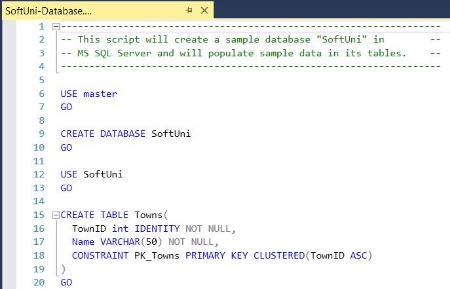 SoftUni-Database....
1 --------------------------------------------------------------------
2 -- This script will create a sample database "SoftUni" in --
3 -- MS SQL Server and will populate sample data in its tables. --
4 --------------------------------------------------------------------
5
6 USE master
7 GO
8
9 CREATE DATABASE SoftUni
10 GO
11
12 USE SoftUni
13 GO
14
15 CREATE TABLE Towns(
16 TownID int IDENTITY NOT NULL,
17 Name VARCHAR(50) NOT NULL,
18 CONSTRAINT PK_Towns PRIMARY KEY CLUSTERED(TownID ASC)
19 )
20 GO